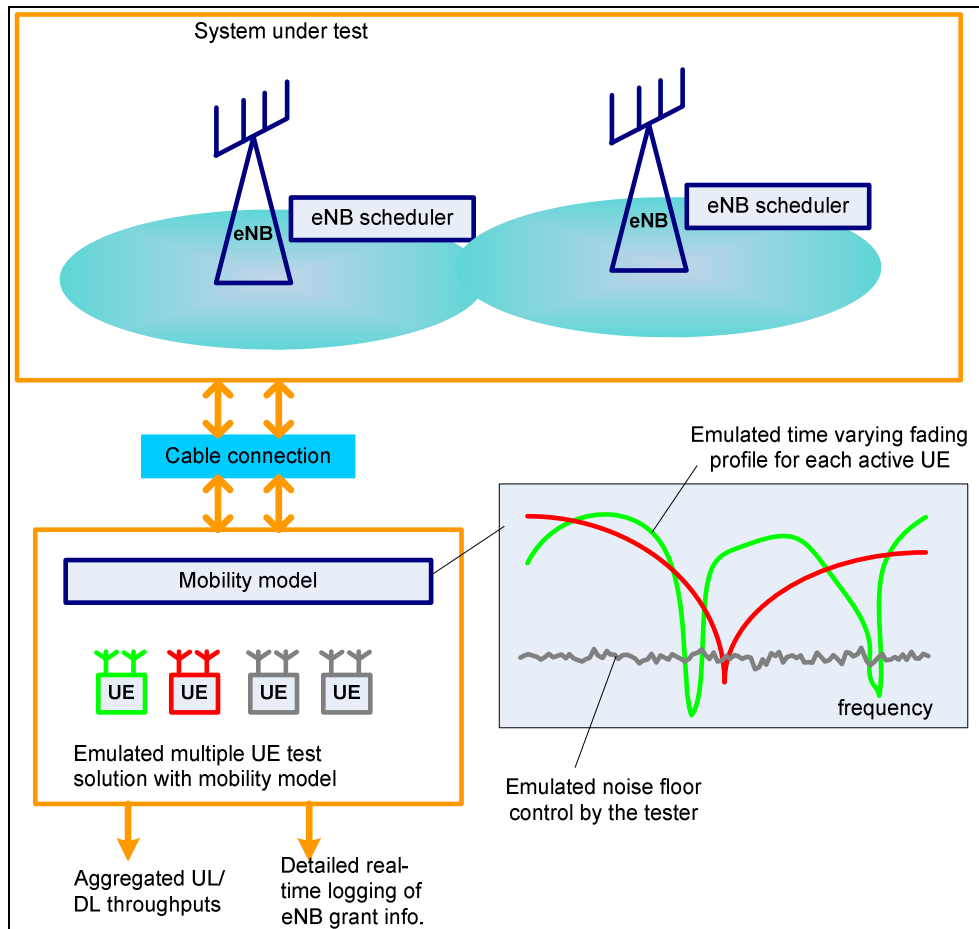 System under test
eNB scheduler
eNB
eNB scheduler
eNB
Cable connection
Emulated time varying fading
profile for each active UE
Mobility model
UE
UE
UE
UE
frequency
Emulated multiple UE test
solution with mobility model
Emulated noise floor
control by the tester
Aggregated UL/
DL throughputs
Detailed real-
time logging of
eNB grant info.